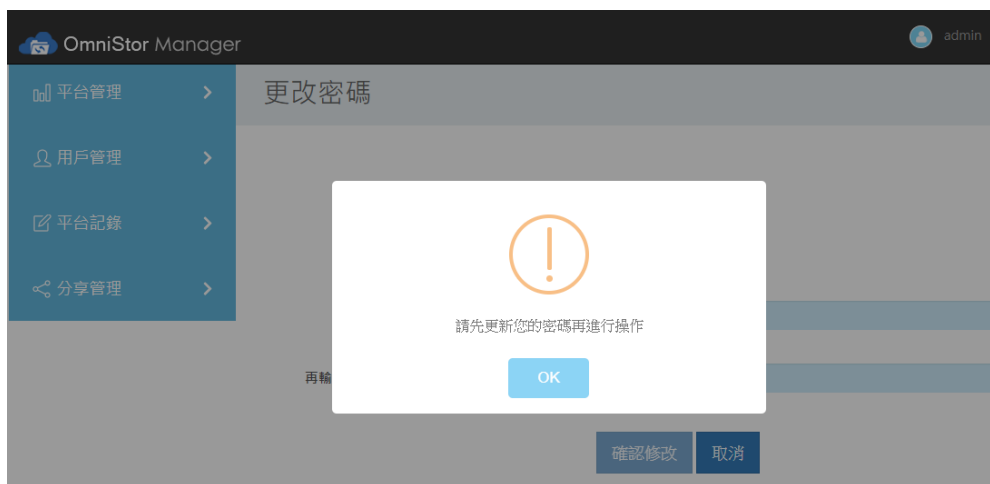 OmniStor Manager
admin
平台管理
更改密碼
用戶管理
平台記錄
分享管理
請先更新您的密碼再進行操作
OK
再輸
確認修改
取消